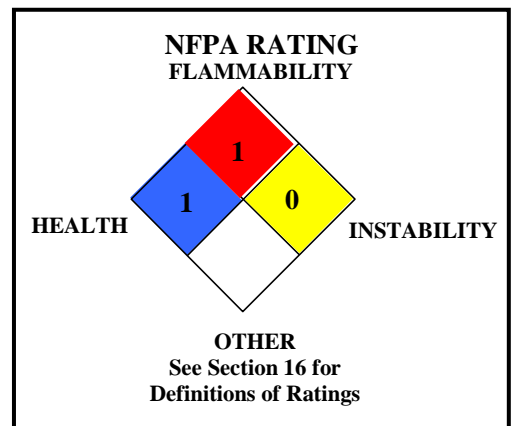 NFPA RATING
FLAMMABILITY
1
1
0
HEALTH
INSTABILITY
OTHER
See Section 16 for
Definitions of Ratings